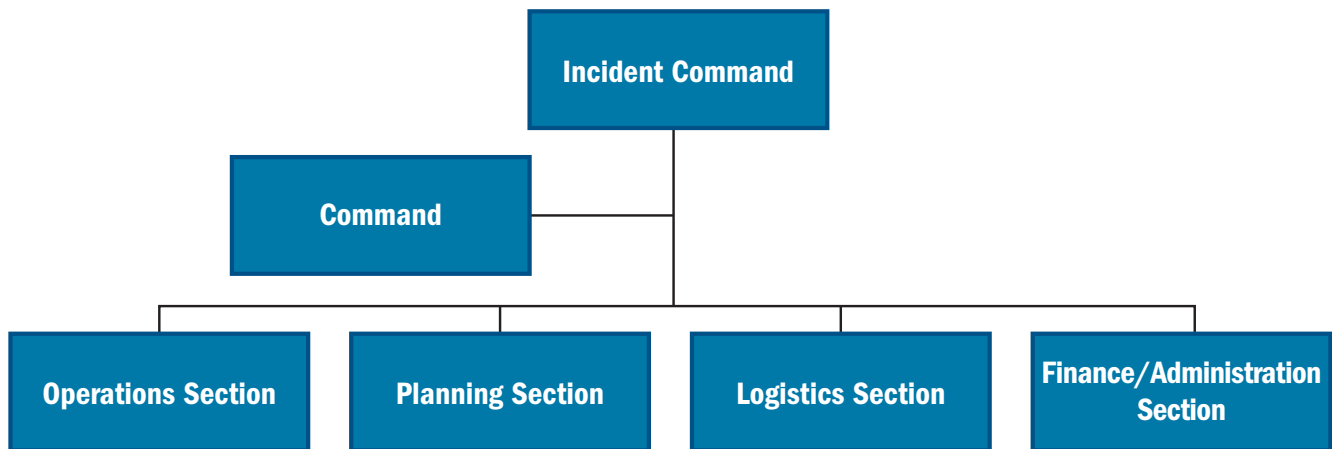 Incident Command
Command
Operations Section
Planning Section
Logistics Section
Finance/Administration
Section